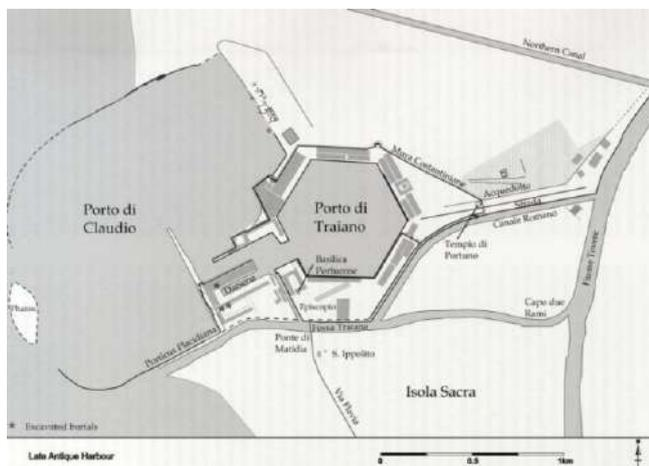 Northern Canal
Mura Costantiniane
Porto di
Claudio
Porto di
Traiano
Acquedotto
Strada
Canale Romano
Tempio di
Portuno
Basilica
Portuense
Darsena
Episcopio
Pharos
Porticus Placidiana
Ponte de
Matidia
Fossa Traiana
Capo due
Rami
Fiume Tevere
S. Ippolito
Via Flavia
Isola Sacra
Excavated burials
Late Antique Harbour
0 0.5 1km